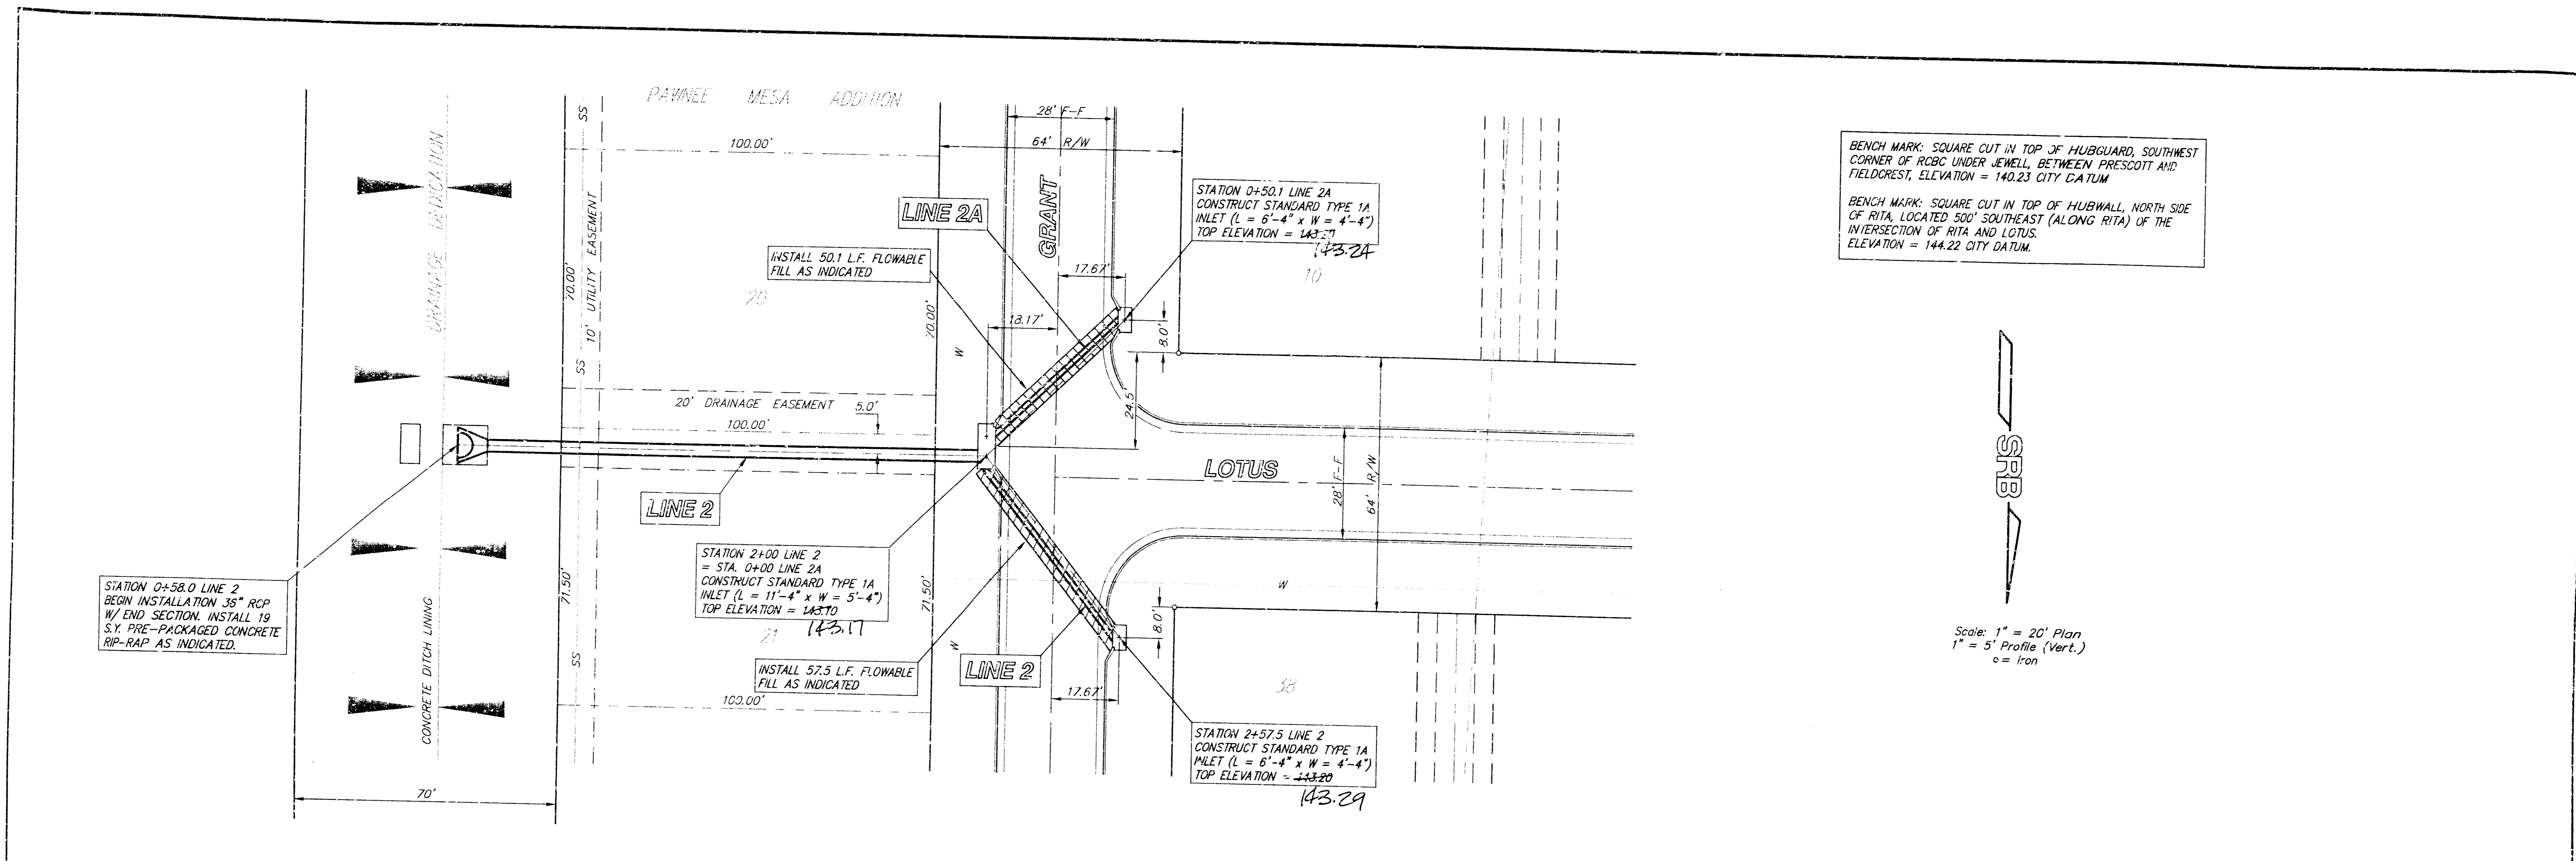 PAWNEE MESA ADDITION
28' F-F
100.00'
64' R/W
DRAINAGE DEDICATION
SS
10' UTILITY EASEMENT
SS
SS
70.00'
GRANT
LINE 2A
STATION 0+50.1 LINE 2A
CONSTRUCT STANDARD TYPE 1A
INLET (L = 6'-4" x W = 4'-4")
TOP ELEVATION =
143.24
INSTALL 50.1 L.F. FLOWABLE
FILL AS INDICATED
17.67'
10
20
18.17'
70.00'
8.0'
W
24.5'
20' DRAINAGE EASEMENT
5.0'
100.00'
LOTUS
28' F-F
64' R/W
LINE 2
STATION 2+00 LINE 2
= STA. 0+00 LINE 2A
CONSTRUCT STANDARD TYPE 1A
INLET (L = 11'-4" x W = 5'-4")
TOP ELEVATION = 143.10
143.17
21
STATION 0+58.0 LINE 2
BEGIN INSTALLATION 36" RCP
W/ END SECTION. INSTALL 19
S.Y. PRE-PACKAGED CONCRETE
RIP-RAP AS INDICATED.
71.50'
71.50'
W
W
8.0'
INSTALL 57.5 L.F. FLOWABLE
FILL AS INDICATED
LINE 2
SS
38
17.67'
100.00'
CONCRETE DITCH LINING
STATION 2+57.5 LINE 2
CONSTRUCT STANDARD TYPE 1A
INLET (L = 6'-4" x W = 4'-4")
TOP ELEVATION = 143.20
143.29
70'
BENCH MARK: SQUARE CUT IN TOP OF HUBGUARD, SOUTHWEST
CORNER OF RCBC UNDER JEWELL, BETWEEN PRESCOTT AND
FIELDCREST, ELEVATION = 140.23 CITY DATUM
BENCH MARK: SQUARE CUT IN TOP OF HUBWALL, NORTH SIDE
OF RITA, LOCATED 500' SOUTHEAST (ALONG RITA) OF THE
INTERSECTION OF RITA AND LOTUS.
ELEVATION = 144.22 CITY DATUM.
SRB
Scale: 1" = 20' Plan
1" = 5' Profile (Vert.)
o = Iron